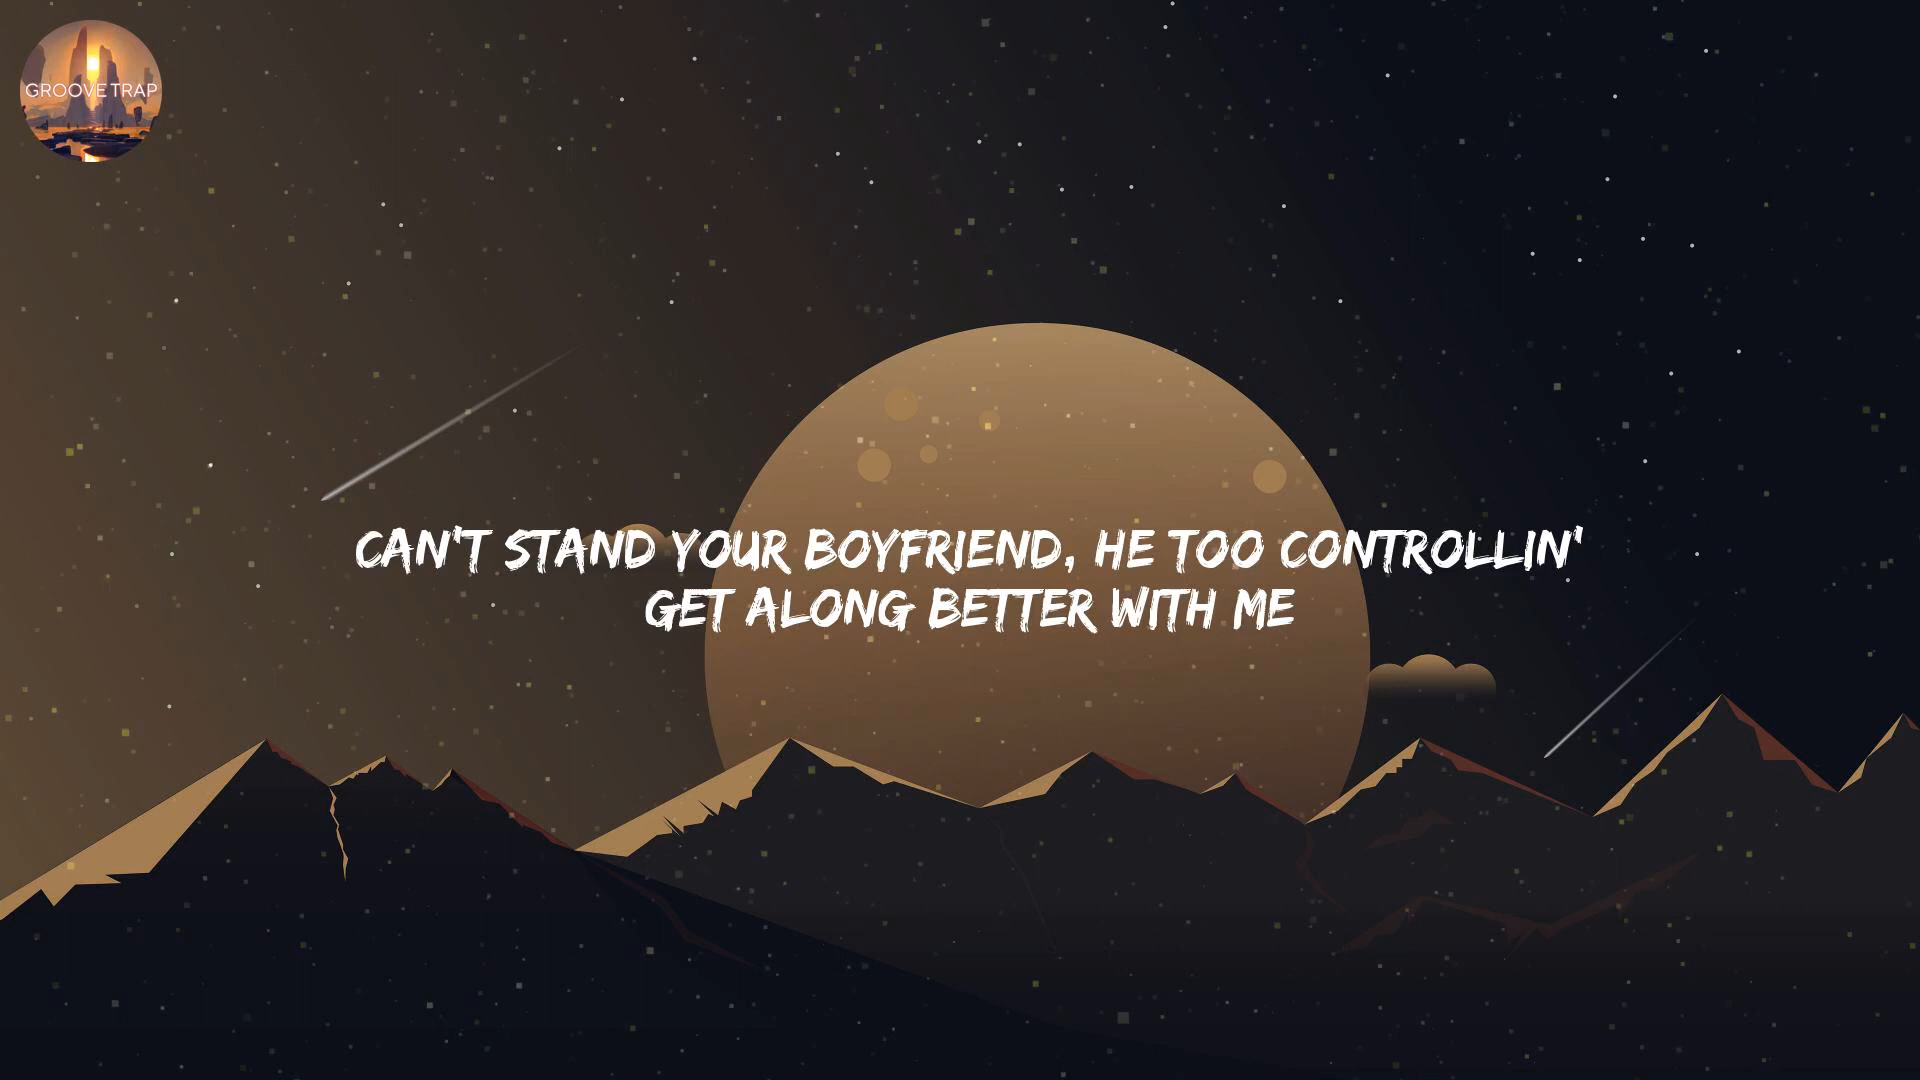 GROOVE TRAP
CAN'T STAND YOUR BOYFRIEND, HE TOO CONTROLLIN'
GET ALONG BETTER WITH ME